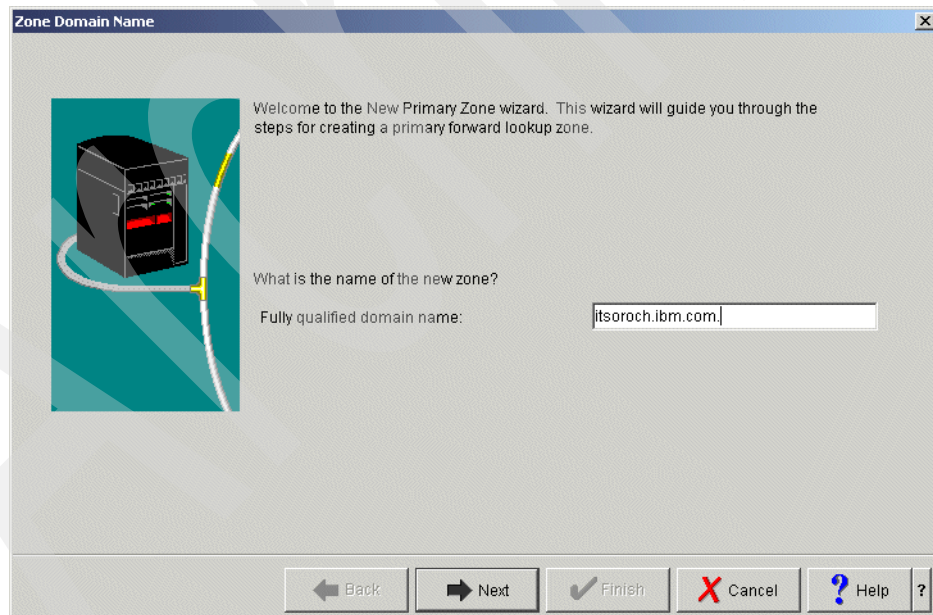 Zone Domain Name
Welcome to the New Primary Zone wizard. This wizard will guide you through the
steps for creating a primary forward lookup zone.
What is the name of the new zone?
Fully qualified domain name:
itsoroch.ibm.com.
Back
Next
Finish
Cancel
? Help
?